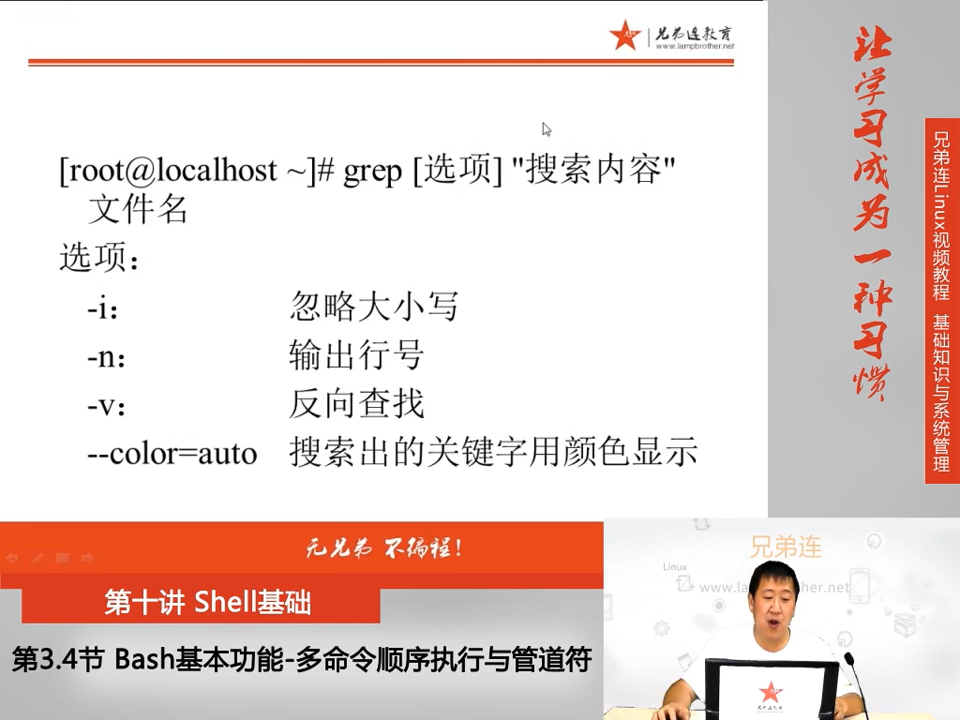 兄弟连教育
www.lampbrother.net
[root@localhost ~]# grep [选项] "搜索内容"
文件名
选项：
-i： 忽略大小写
-n： 输出行号
-v： 反向查找
--color=auto 搜索出的关键字用颜色显示
让学习成为一种习惯
兄弟连Linux视频教程 基础知识与系统管理
无兄弟 不编程！
第十讲 Shell基础
第3.4节 Bash基本功能-多命令顺序执行与管道符
兄弟连
Linux
兄弟连教育